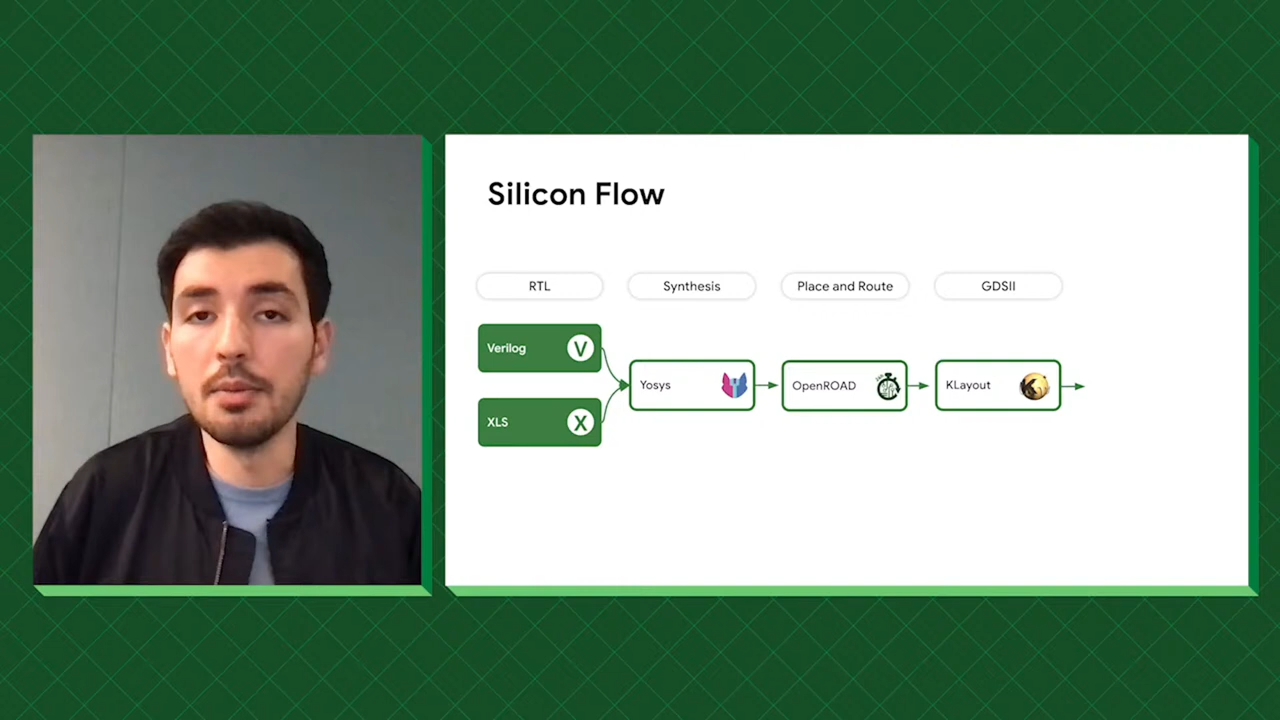 Silicon Flow
RTL
Synthesis
Place and Route
GDSII
Verilog V
XLS X
Yosys
OpenROAD
KLayout